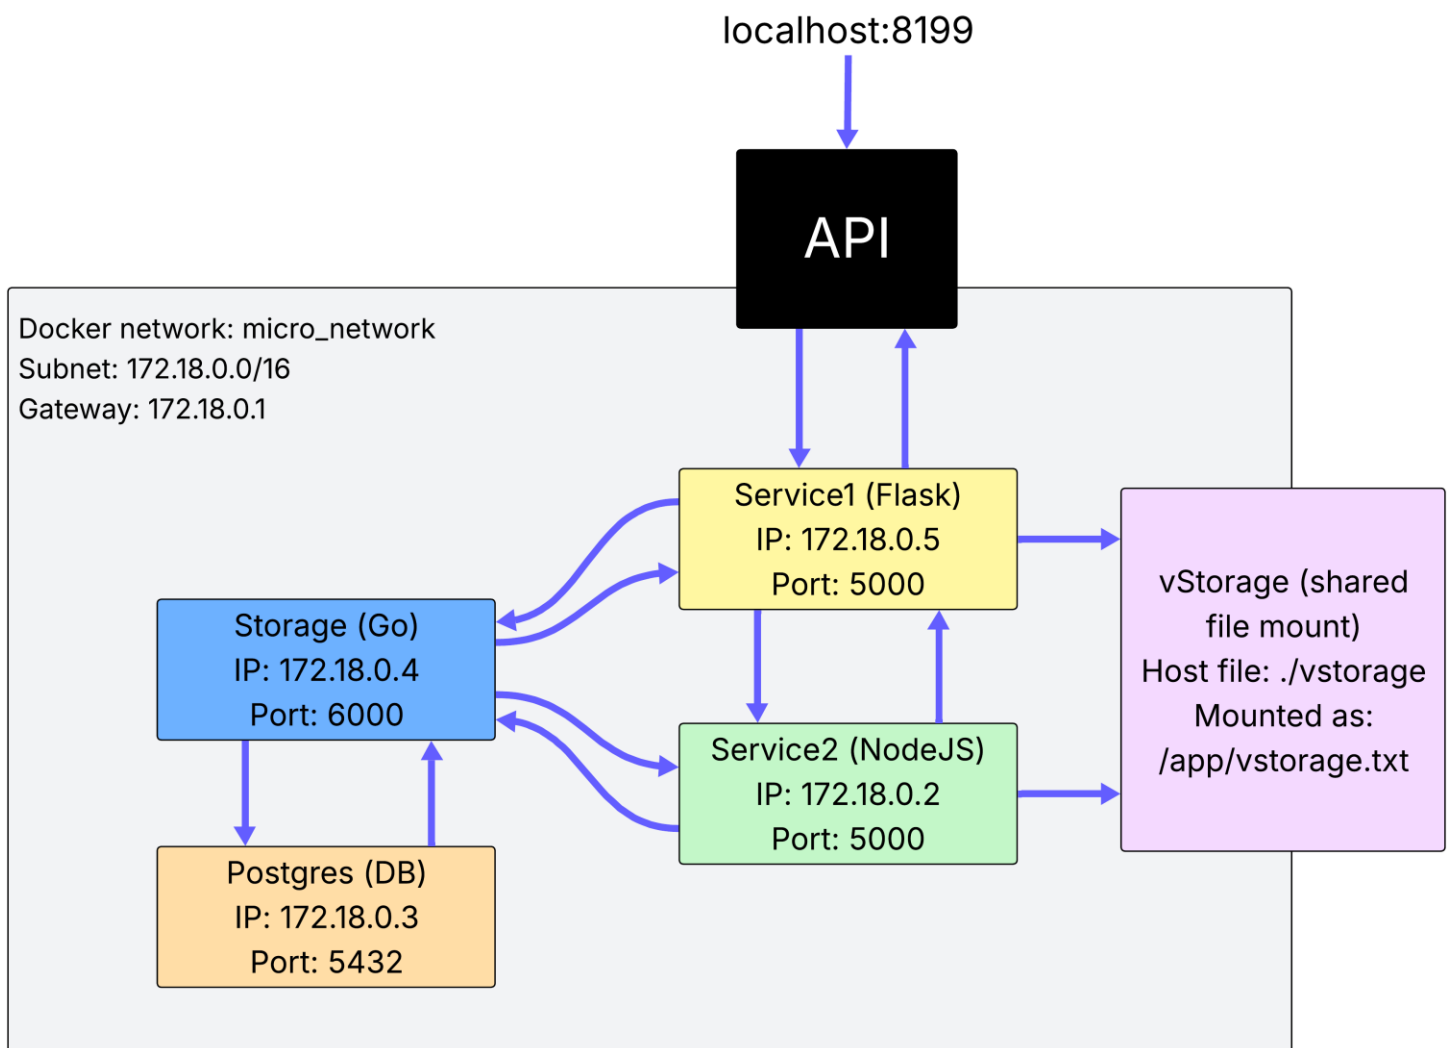 localhost:8199
API
Docker network: micro_network
Subnet: 172.18.0.0/16
Gateway: 172.18.0.1
Service1 (Flask)
IP: 172.18.0.5
Port: 5000
vStorage (shared
file mount)
Host file: ./vstorage
Mounted as:
/app/vstorage.txt
Storage (Go)
IP: 172.18.0.4
Port: 6000
Service2 (NodeJS)
IP: 172.18.0.2
Port: 5000
Postgres (DB)
IP: 172.18.0.3
Port: 5432